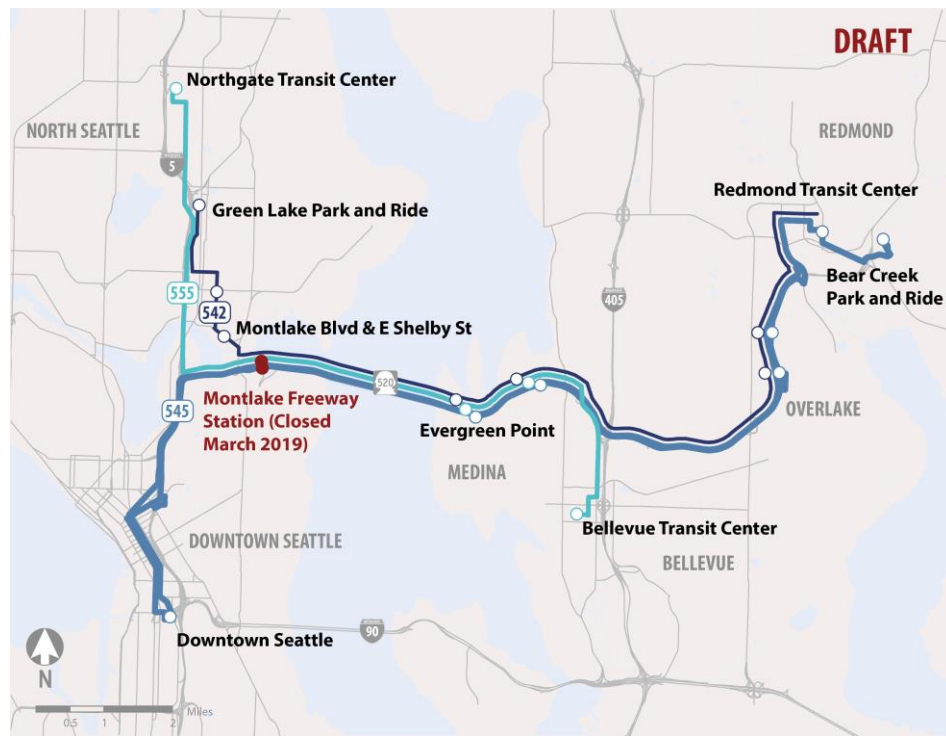 DRAFT
Northgate Transit Center
NORTH SEATTLE
REDMOND
5
Redmond Transit Center
Green Lake Park and Ride
Bear Creek
Park and Ride
555
542
405
Montlake Blvd & E Shelby St
520
Montlake Freeway
Station (Closed
March 2019)
545
OVERLAKE
Evergreen Point
MEDINA
Bellevue Transit Center
DOWNTOWN SEATTLE
BELLEVUE
90
Downtown Seattle
N
Miles
0.5 1 2